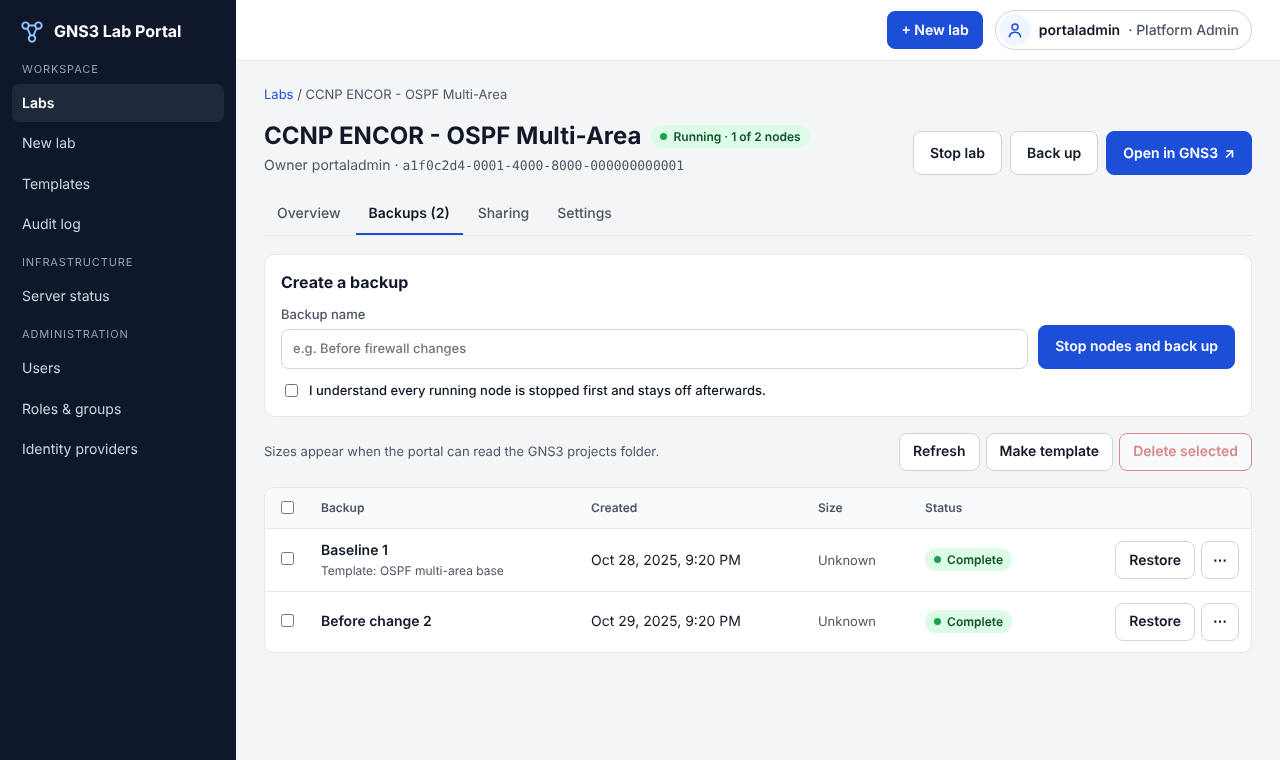 GNS3 Lab Portal
WORKSPACE
Labs
New lab
Templates
Audit log
INFRASTRUCTURE
Server status
ADMINISTRATION
Users
Roles & groups
Identity providers
+ New lab
portaladmin · Platform Admin
Labs / CCNP ENCOR - OSPF Multi-Area
CCNP ENCOR - OSPF Multi-Area
Running · 1 of 2 nodes
Owner portaladmin · a1f0c2d4-0001-4000-8000-000000000001
Stop lab
Back up
Open in GNS3 ↗
Overview
Backups (2)
Sharing
Settings
Create a backup
Backup name
e.g. Before firewall changes
Stop nodes and back up
I understand every running node is stopped first and stays off afterwards.
Sizes appear when the portal can read the GNS3 projects folder.
Refresh
Make template
Delete selected
Backup Created Size Status
Baseline 1
Template: OSPF multi-area base
Oct 28, 2025, 9:20 PM
Unknown
Complete
Restore
···
Before change 2
Oct 29, 2025, 9:20 PM
Unknown
Complete
Restore
···